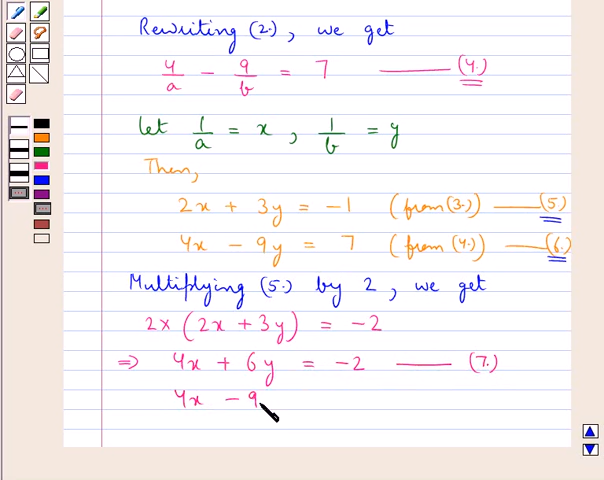 Rewriting (2.), we get
4/a - 9/b = 7 ——— (4.)
let 1/a = x, 1/b = y
Then,
2x + 3y = -1 (from (3.) ——— (5.)
4x - 9y = 7 (from (4.) ——— (6.)
Multiplying (5.) by 2, we get
2x (2x + 3y) = -2
⇒ 4x + 6y = -2 ——— (7.)
4x - 9